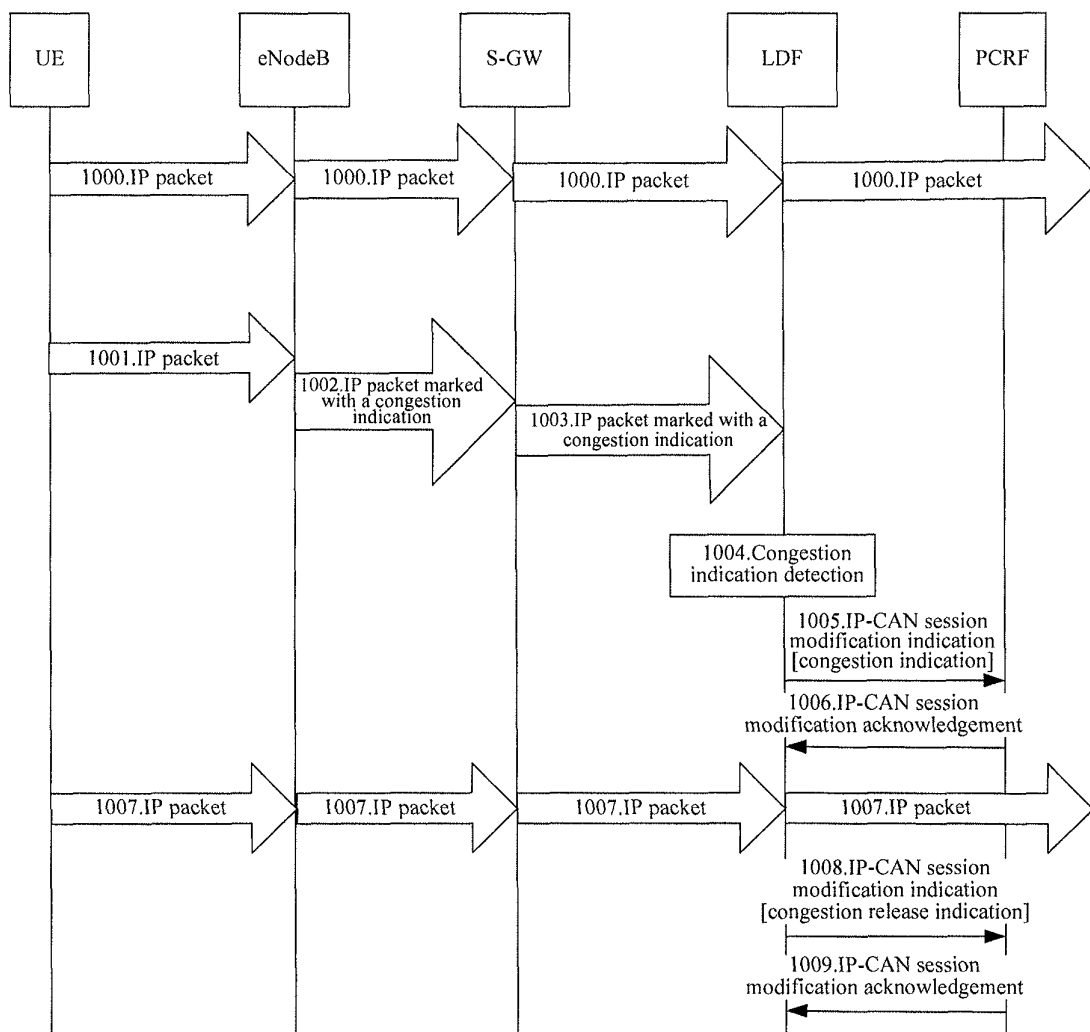 UE
eNodeB
S-GW
LDF
PCRF
1000.IP packet
1000.IP packet
1000.IP packet
1000.IP packet
1001.IP packet
1002.IP packet marked
with a congestion
indication
1003.IP packet marked with a
congestion indication
1004.Congestion
indication detection
1005.IP-CAN session
modification indication
[congestion indication]
1006.IP-CAN session
modification acknowledgement
1007.IP packet
1007.IP packet
1007.IP packet
1007.IP packet
1008.IP-CAN session
modification indication
[congestion release indication]
1009.IP-CAN session
modification acknowledgement